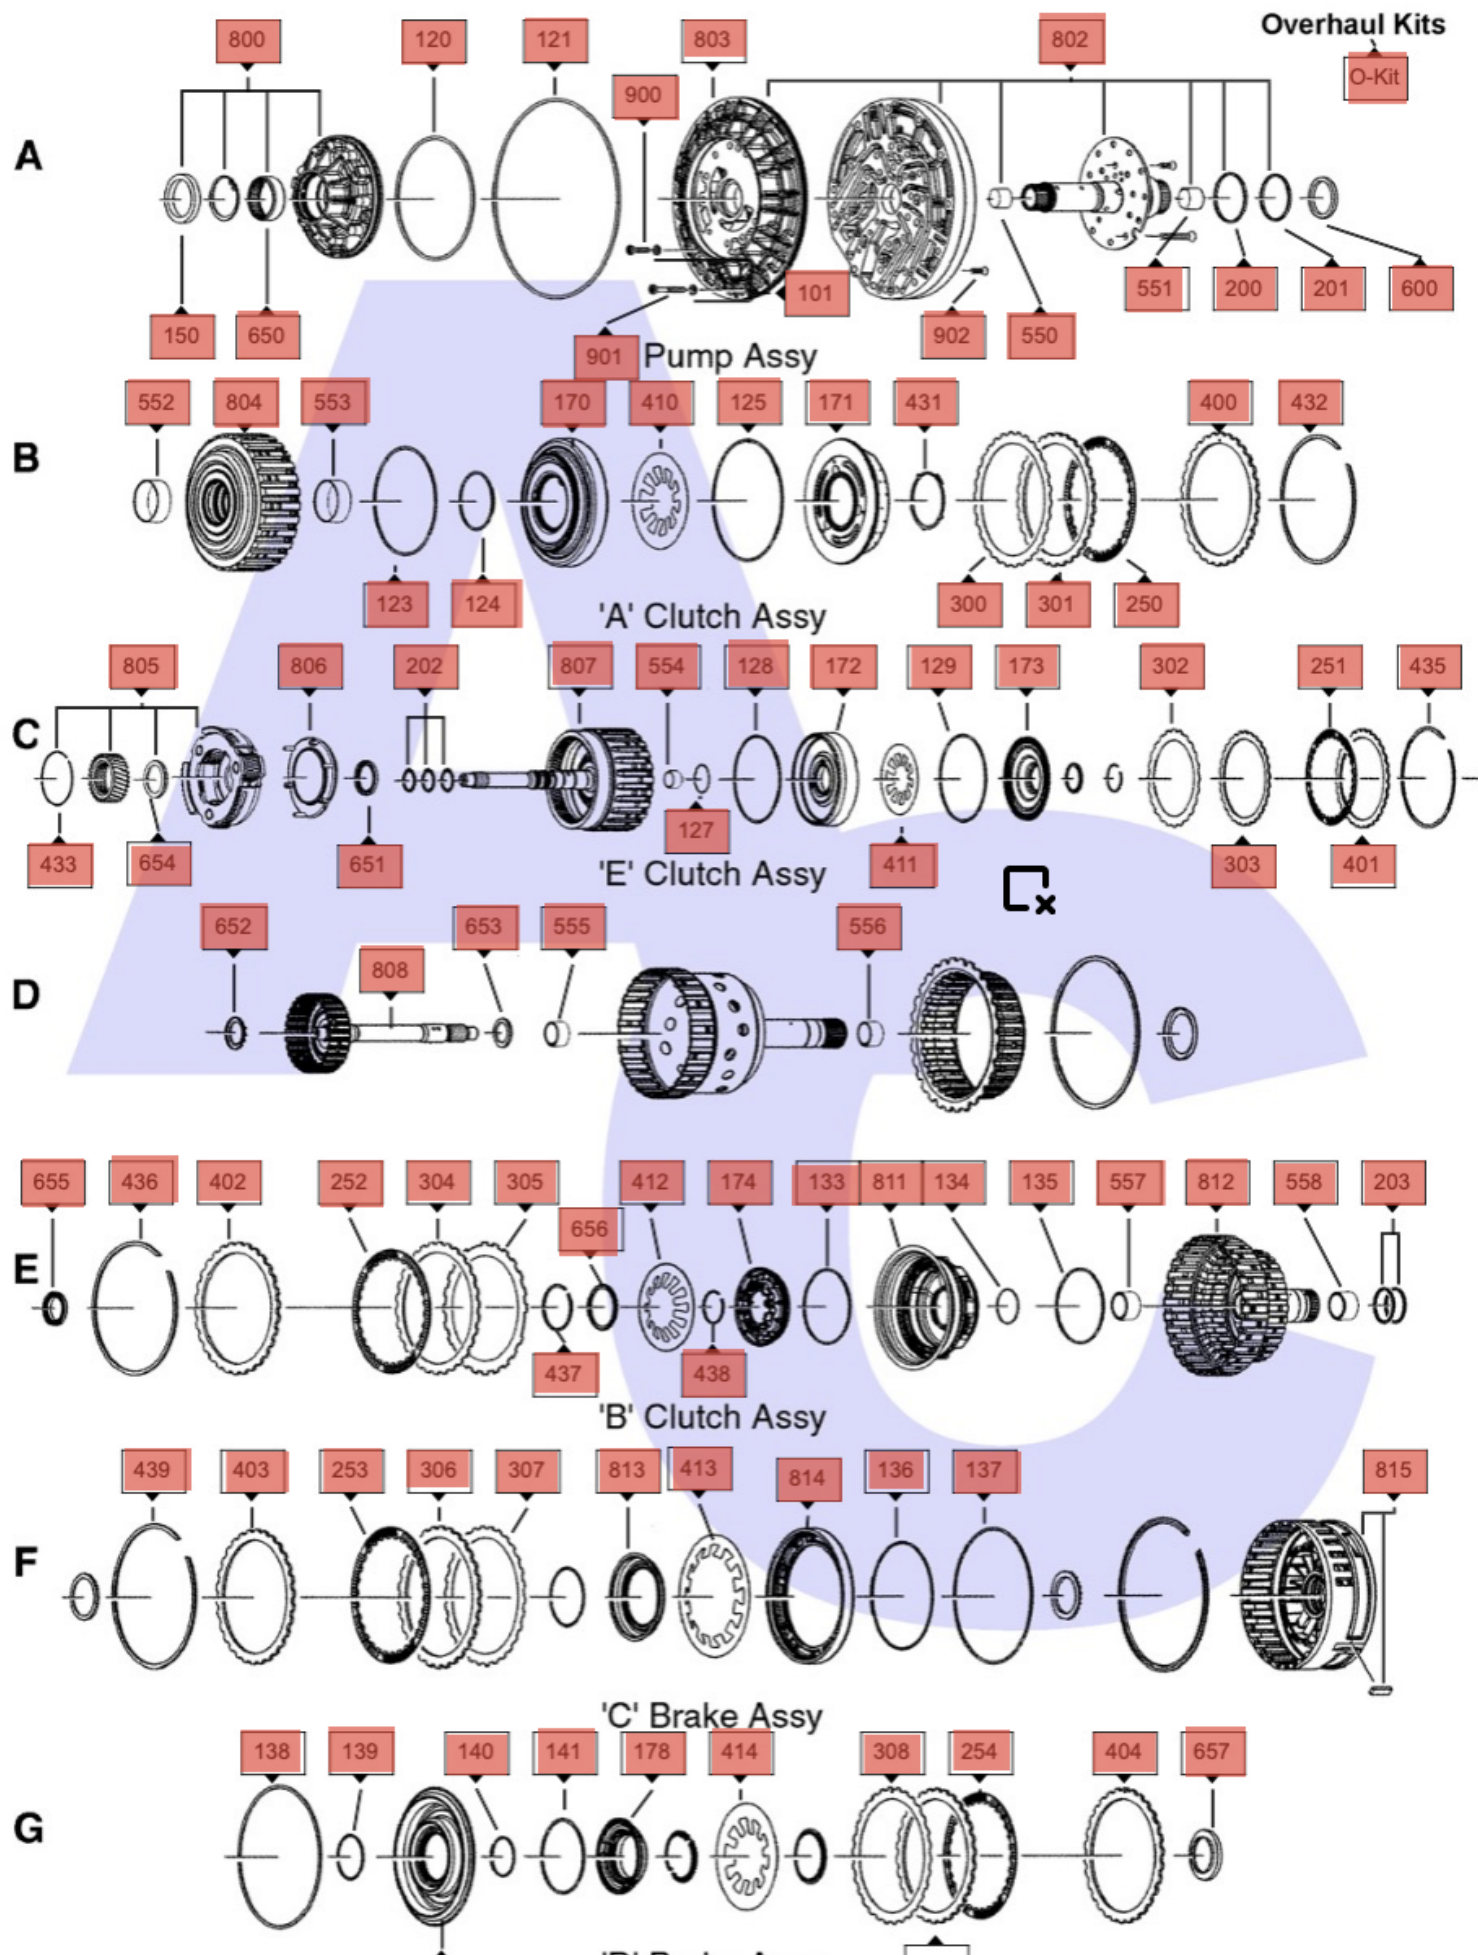 Overhaul Kits
800 120 121 803 802
O-Kit
900
A
101
551 200 201 600
150 650 902 550
901 Pump Assy
552 804 553 170 410 125 171 431 400 432
B
123 124 300 301 250
'A' Clutch Assy
805 806 202 807 554 128 172 129 173 302 251 435
C
127
433 654 651 411 303 401
'E' Clutch Assy
652 653 555 556
808
D
655 436 402 252 304 305 412 174 133 811 134 135 557 812 558 203
656
E
437 438
'B' Clutch Assy
439 403 253 306 307 813 413 814 136 137 815
F
'C' Brake Assy
138 139 140 141 178 414 308 254 404 657
G